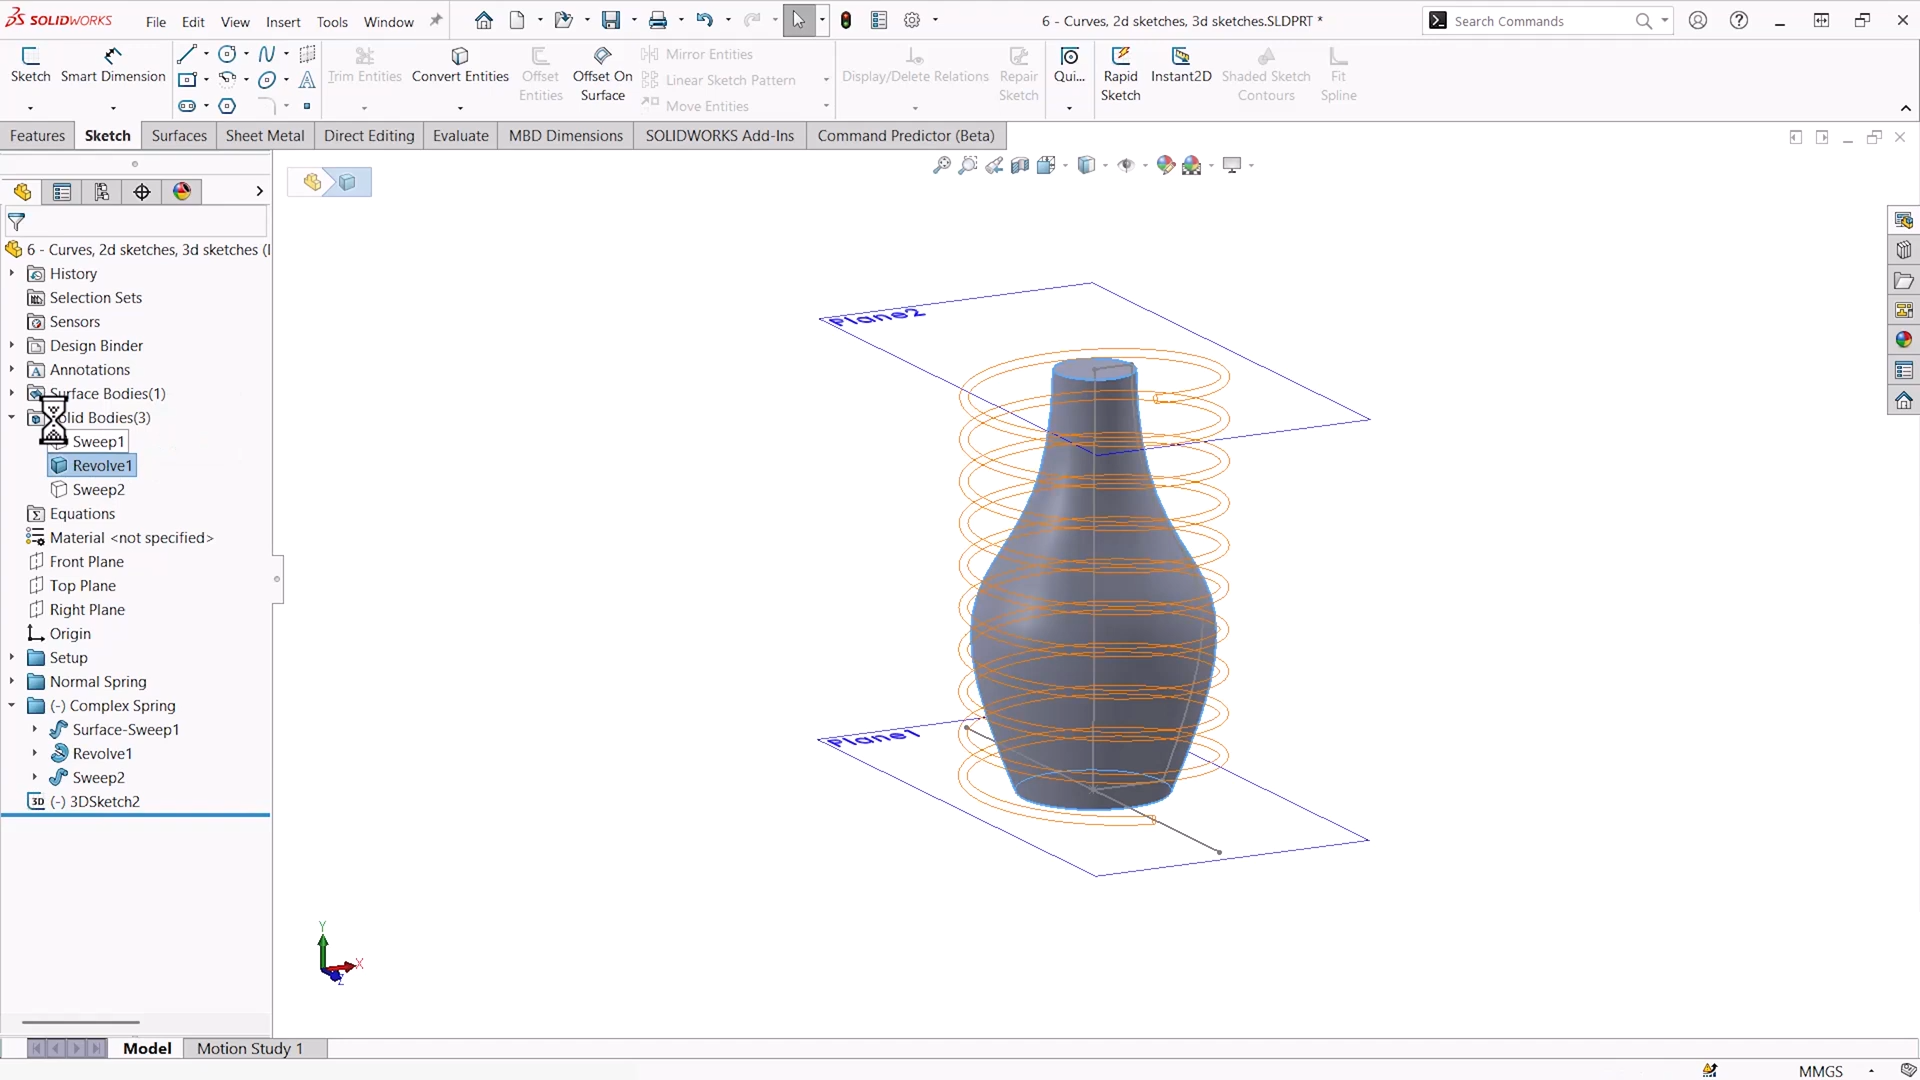 SOLIDWORKS
File
Edit
View
Insert
Tools
Window
6 - Curves, 2d sketches, 3d sketches.SLDPRT *
Search Commands
Sketch
Smart Dimension
Trim Entities
Convert Entities
Offset
Entities
Offset On
Surface
Mirror Entities
Linear Sketch Pattern
Move Entities
Display/Delete Relations
Repair
Sketch
Qui...
Rapid
Sketch
Instant2D
Shaded Sketch
Contours
Fit
Spline
Features
Sketch
Surfaces
Sheet Metal
Direct Editing
Evaluate
MBD Dimensions
SOLIDWORKS Add-Ins
Command Predictor (Beta)
6 - Curves, 2d sketches, 3d sketches (
History
Selection Sets
Sensors
Design Binder
Annotations
Surface Bodies(1)
olid Bodies(3)
Sweep1
Revolve1
Sweep2
Equations
Material <not specified>
Front Plane
Top Plane
Right Plane
Origin
Setup
Normal Spring
(-) Complex Spring
Surface-Sweep1
Revolve1
Sweep2
3D (-) 3DSketch2
Plane2
Plane1
Y
X
Z
Model
Motion Study 1
MMGS